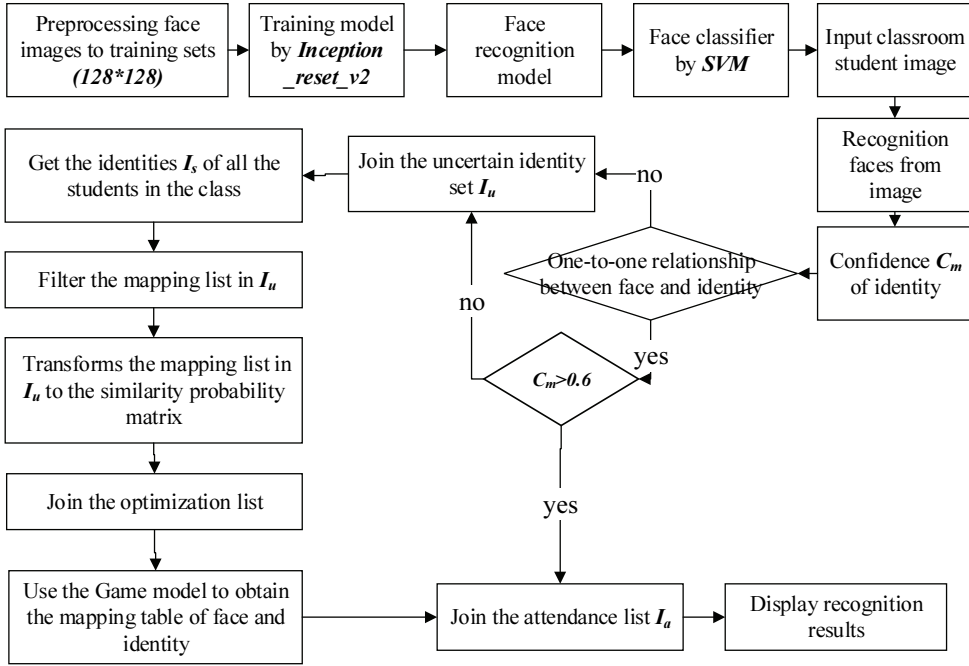 Preprocessing face
images to training sets
(128*128)
Training model
by Inception
_reset_v2
Face
recognition
model
Face classifier
by SVM
Input classroom
student image
Recognition
faces from
image
Confidence Cm
of identity
One-to-one relationship
between face and identity
no
yes
Join the uncertain identity
set Iu
Cm>0.6
no
yes
Get the identities Is of all the
students in the class
Filter the mapping list in Iu
Transforms the mapping list in
Iu to the similarity probability
matrix
Join the optimization list
Use the Game model to obtain
the mapping table of face and
identity
Join the attendance list Ia
Display recognition
results